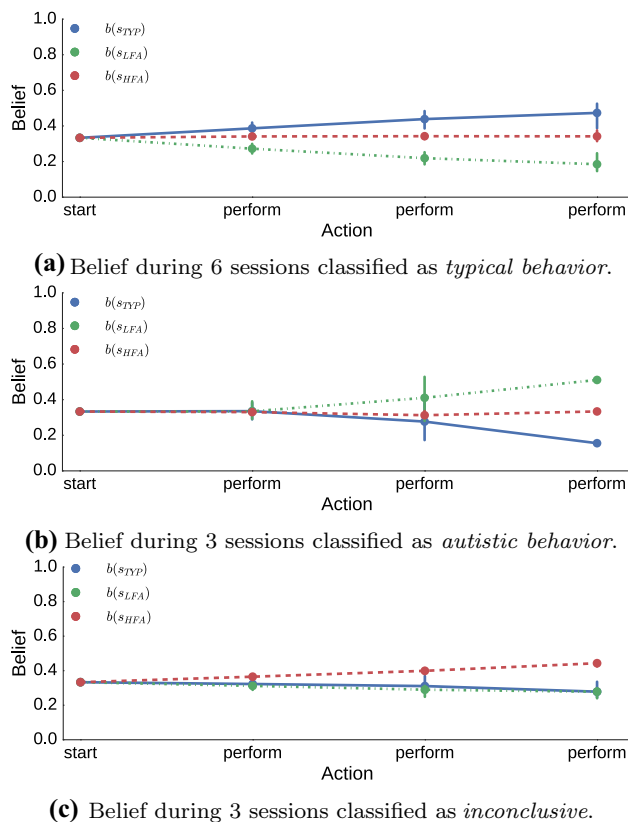 1.0
b(s_TYP)
0.8
b(s_LFA)
0.6
b(s_HFA)
Belief
0.4
0.2
0.0
start perform perform perform
Action
(a) Belief during 6 sessions classified as typical behavior.
1.0
b(s_TYP)
0.8
b(s_LFA)
0.6
b(s_HFA)
Belief
0.4
0.2
0.0
start perform perform perform
Action
(b) Belief during 3 sessions classified as autistic behavior.
1.0
b(s_TYP)
0.8
b(s_LFA)
0.6
b(s_HFA)
Belief
0.4
0.2
0.0
start perform perform perform
Action
(c) Belief during 3 sessions classified as inconclusive.